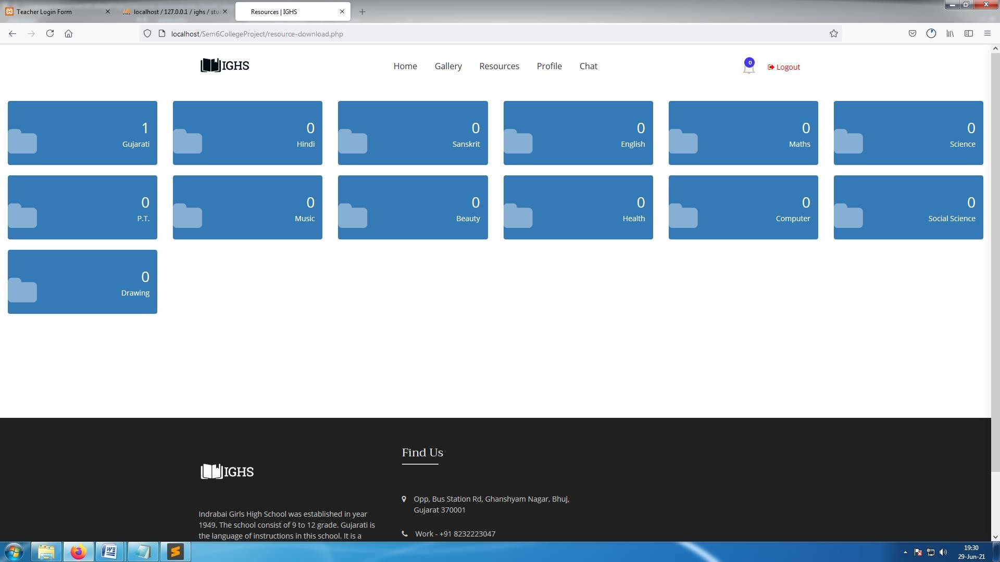 Teacher Login Form
localhost / 127.0.0.1 / ighs / stu
Resources | IGHS
localhost/Sem6CollegeProject/resource-download.php
IGHS
Home Gallery Resources Profile Chat
0
Logout
1 0 0 0 0 0
Gujarati Hindi Sanskrit English Maths Science
0 0 0 0 0 0
P.T. Music Beauty Health Computer Social Science
0
Drawing
Find Us
IGHS
Opp, Bus Station Rd, Ghanshyam Nagar, Bhuj,
Gujarat 370001
Indrabai Girls High School was established in year
1949. The school consist of 9 to 12 grade. Gujarati is
the language of instructions in this school. It is a
Work - +91 8232223047
19:30
29-Jun-21